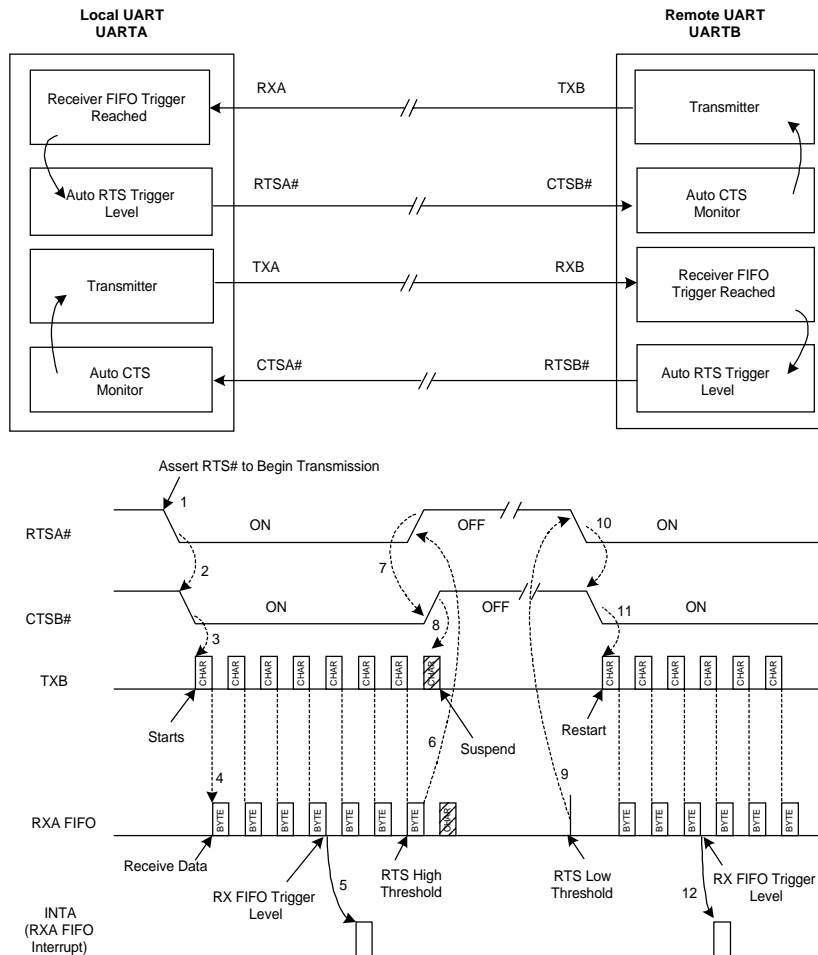 Local UART
UARTA
Remote UART
UARTB
Receiver FIFO Trigger
Reached
RXA
TXB
Transmitter
Auto RTS Trigger
Level
RTSA#
CTSB#
Auto CTS
Monitor
Transmitter
TXA
RXB
Receiver FIFO
Trigger Reached
Auto CTS
Monitor
CTSA#
RTSB#
Auto RTS Trigger
Level
Assert RTS# to Begin Transmission
RTSA#
1
ON
OFF
10
ON
2
7
CTSB#
ON
OFF
11
ON
3
8
TXB
CHAR CHAR CHAR CHAR CHAR CHAR CHAR CHAR
CHAR CHAR CHAR CHAR CHAR CHAR
Starts
6
Suspend
Restart
4
9
RXA FIFO
BYTE BYTE BYTE BYTE BYTE BYTE BYTE CHAR
BYTE BYTE BYTE BYTE BYTE BYTE
Receive Data
RX FIFO Trigger
Level
5
RTS High
Threshold
RTS Low
Threshold
12
RX FIFO Trigger
Level
INTA
(RXA FIFO
Interrupt)